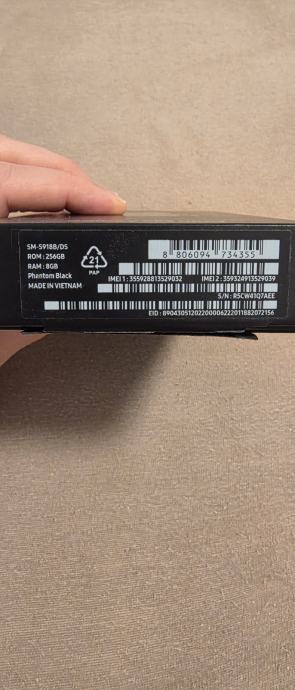 SM-S918B/DS
ROM : 256GB
RAM : 8GB
Phantom Black
MADE IN VIETNAM
21
PAP
8 806094 734355
IMEI 1 : 355928813529032
IMEI 2 : 359324913529039
S/N : R5CW41Q7AEE
EID : 89043051202200006222011882072156